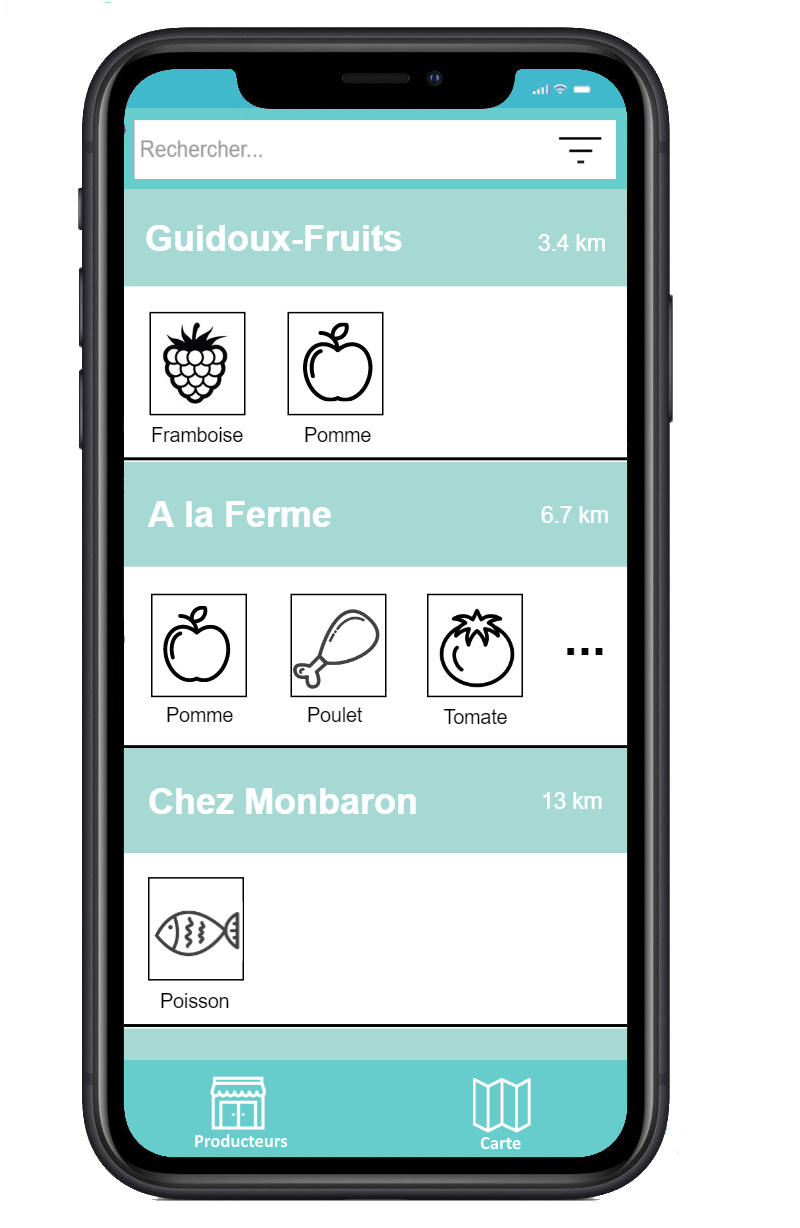 Rechercher...
Guidoux-Fruits 3.4 km
Framboise Pomme
A la Ferme 6.7 km
Pomme Poulet Tomate ...
Chez Monbaron 13 km
Poisson
Producteurs Carte